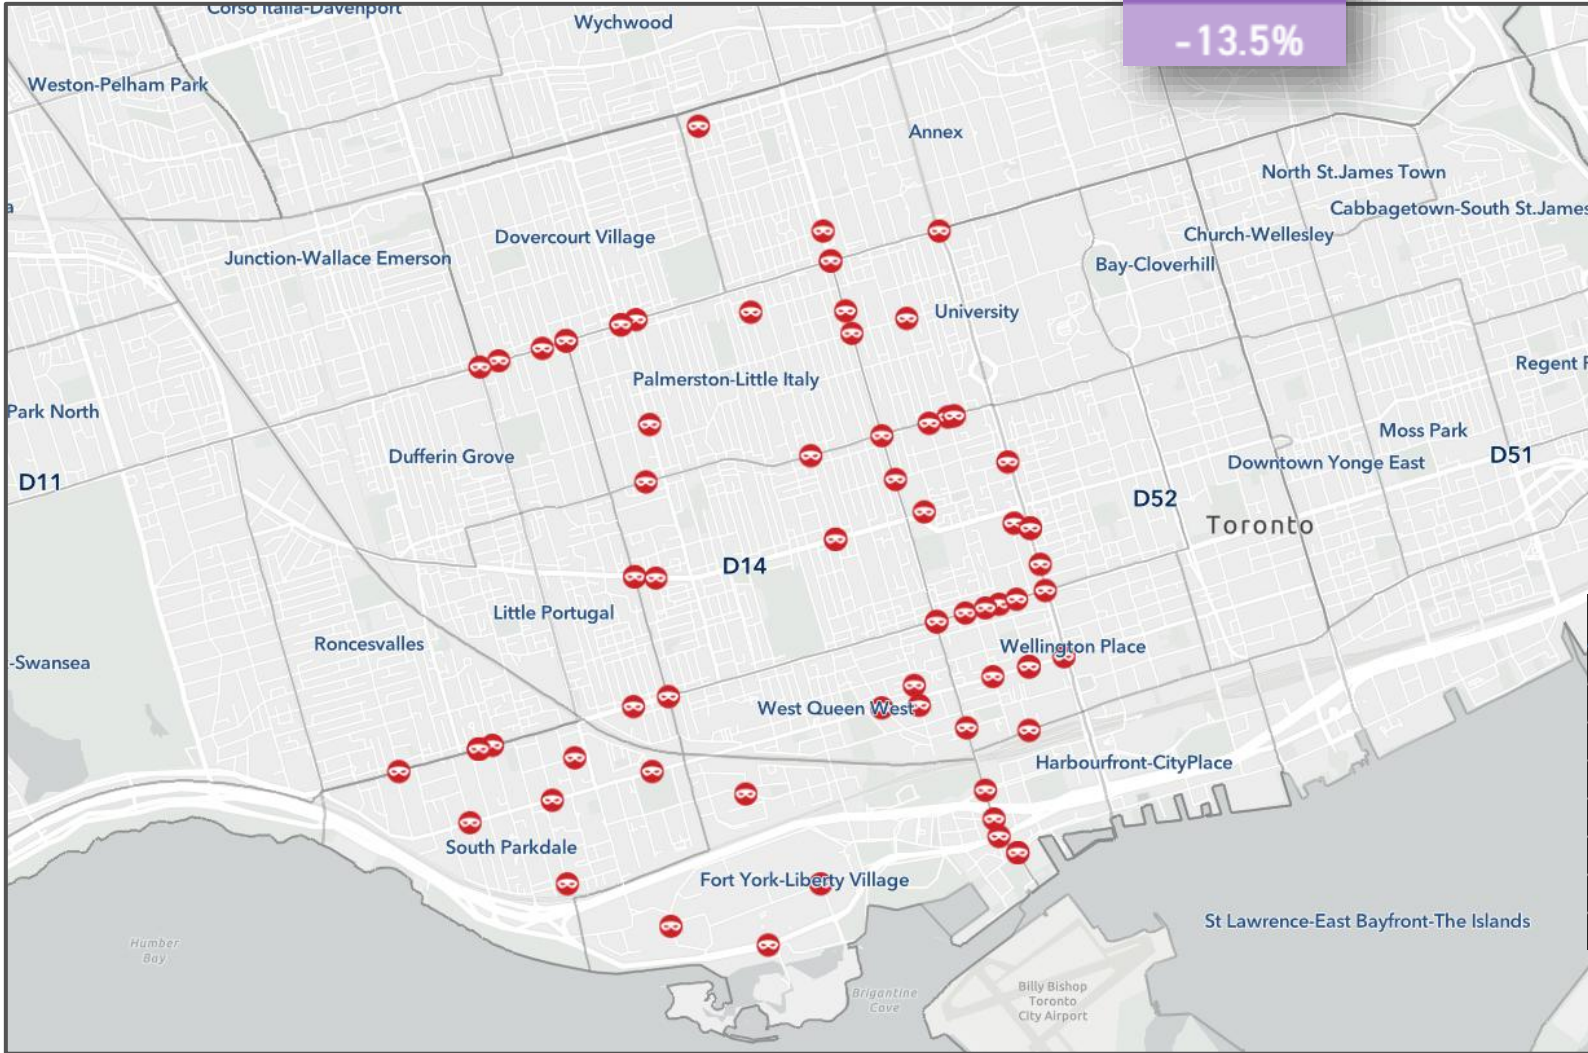 Corso Italia-Davenport
Wychwood
-13.5%
Weston-Pelham Park
Annex
North St.James Town
a
Cabbagetown-South St.James
Dovercourt Village
Church-Wellesley
Junction-Wallace Emerson
Bay-Cloverhill
University
Regent
Palmerston-Little Italy
Park North
Moss Park
Dufferin Grove
Downtown Yonge East
D51
D11
D52
Toronto
D14
Little Portugal
Roncesvalles
Wellington Place
-Swansea
West Queen West
Harbourfront-CityPlace
South Parkdale
Fort York-Liberty Village
St Lawrence-East Bayfront-The Islands
Humber
Bay
Brigantine
Cove
Billy Bishop
Toronto
City Airport